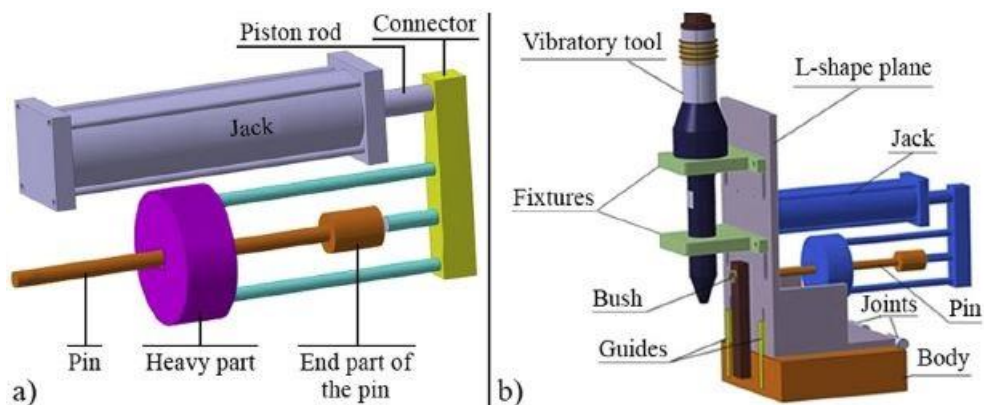 Connector
Piston rod
Jack
Pin
Heavy part
End part of
the pin
a)
Vibratory tool
L-shape plane
Jack
Fixtures
Bush
Pin
Joints
Guides
Body
b)